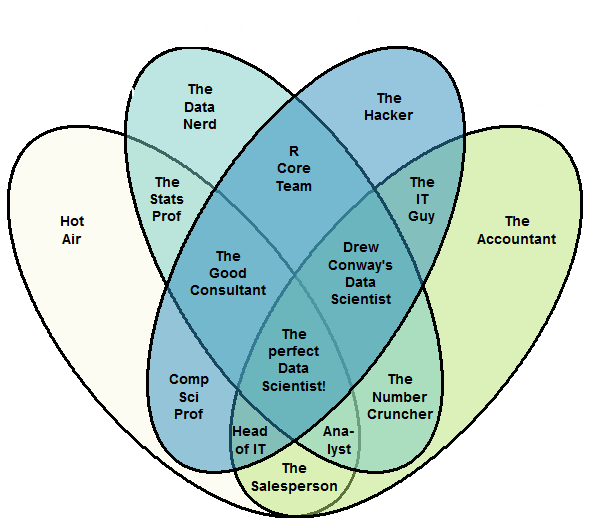 The
Data
Nerd
The
Hacker
R
Core
Team
The
Stats
Prof
The
IT
Guy
Hot
Air
The
Accountant
The
Good
Consultant
Drew
Conway's
Data
Scientist
The
perfect
Data
Scientist!
Comp
Sci
Prof
The
Number
Cruncher
Head
of IT
Ana-
lyst
The
Salesperson